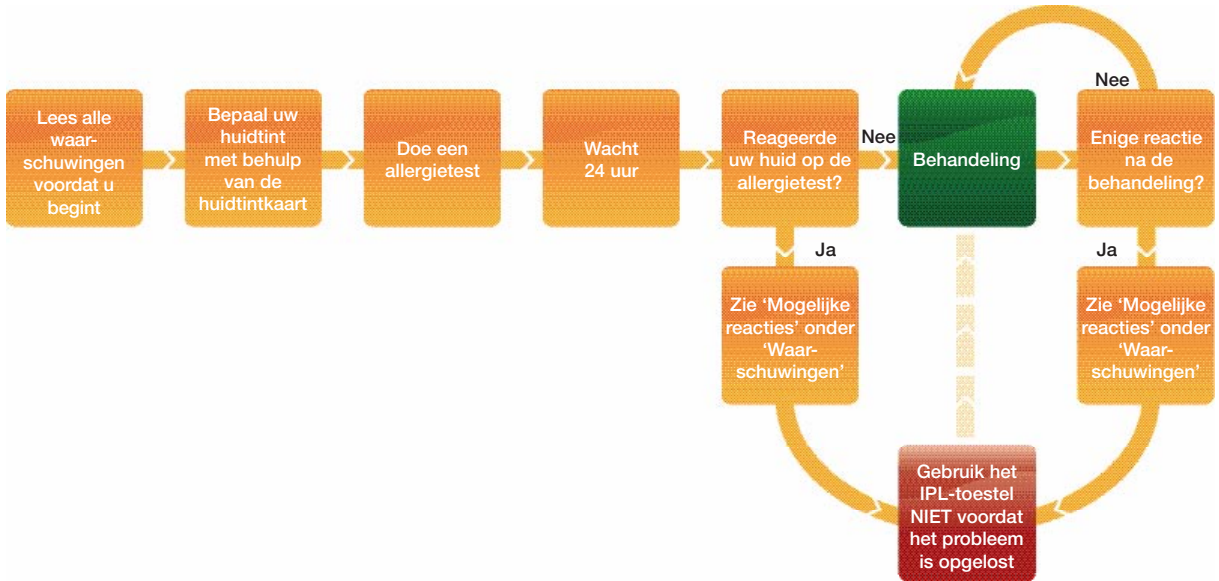 Lees alle
waar-
schuwingen
voordat u
begint
Bepaal uw
huidtint
met behulp
van de
huidtintkaart
Doe een
allergietest
Wacht
24 uur
Reageerde
uw huid op de
allergietest?
Nee
Behandeling
Nee
Enige reactie
na de
behandeling?
Ja
Ja
Zie ‘Mogelijke
reacties’ onder
‘Waar-
schuwingen’
Zie ‘Mogelijke
reacties’ onder
‘Waar-
schuwingen’
Gebruik het
IPL-toestel
NIET voordat
het probleem
is opgelost